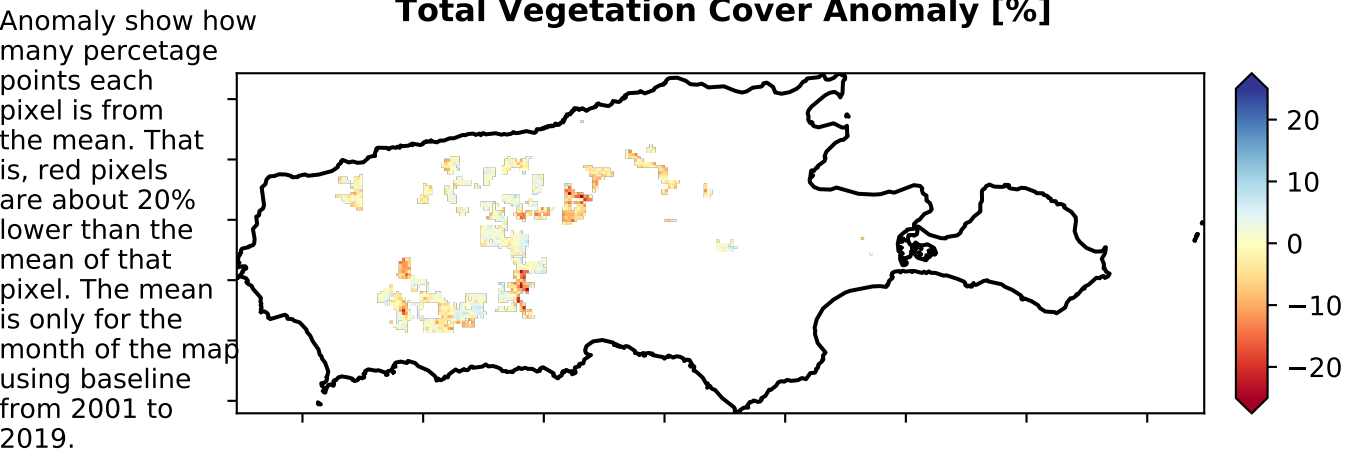 Total Vegetation Cover Anomaly [%]
Anomaly show how
many percetage
points each
pixel is from
the mean. That
is, red pixels
are about 20%
lower than the
mean of that
pixel. The mean
is only for the
month of the map
using baseline
from 2001 to
2019.
20
10
0
−10
−20